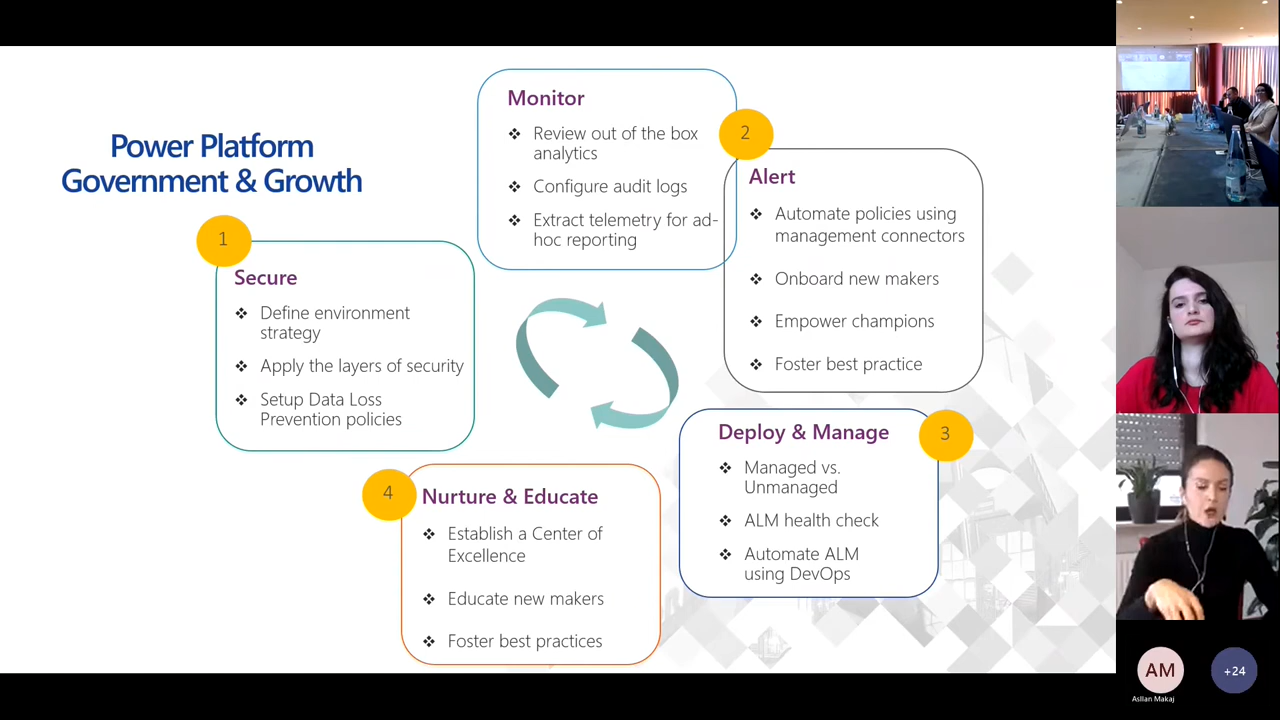 Power Platform
Government & Growth
1
Secure
❖ Define environment
strategy
❖ Apply the layers of security
❖ Setup Data Loss
Prevention policies
Monitor
❖ Review out of the box
analytics
❖ Configure audit logs
❖ Extract telemetry for ad-
hoc reporting
2
Alert
❖ Automate policies using
management connectors
❖ Onboard new makers
❖ Empower champions
❖ Foster best practice
3
Deploy & Manage
❖ Managed vs.
Unmanaged
❖ ALM health check
❖ Automate ALM
using DevOps
4
Nurture & Educate
❖ Establish a Center of
Excellence
❖ Educate new makers
❖ Foster best practices
AM
Asllan Makaj
+24